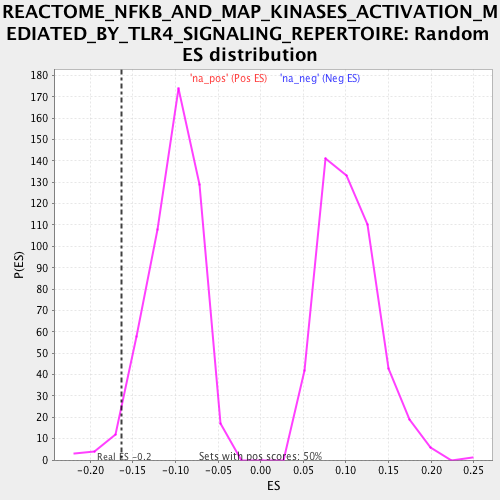 REACTOME_NFKB_AND_MAP_KINASES_ACTIVATION_M
EDIATED_BY_TLR4_SIGNALING_REPERTOIRE: Random
ES distribution
'na_pos' (Pos ES) 'na_neg' (Neg ES)
180
170
160
150
140
130
120
110
100
90
80
70
60
50
40
30
20
10
0
P(ES)
Real ES -0.2
Sets with pos scores: 50%
-0.20 -0.15 -0.10 -0.05 0.00 0.05 0.10 0.15 0.20 0.25
ES